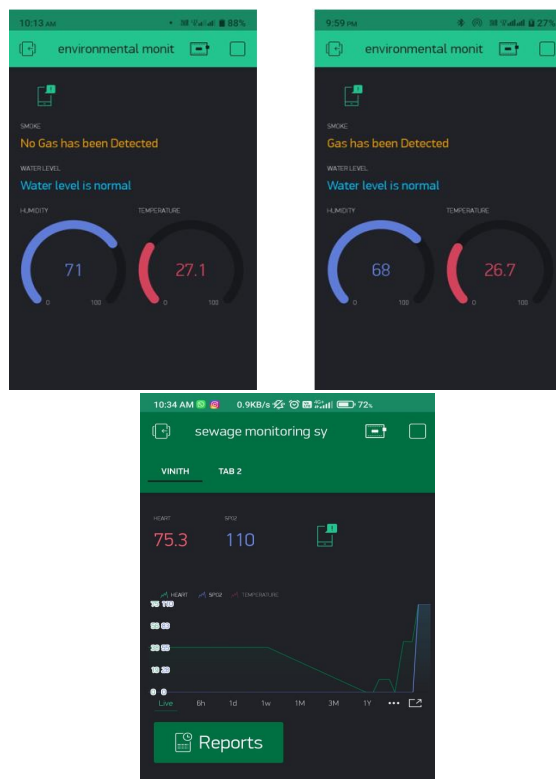 10:13 AM 88%
environmental monit
SMOKE
No Gas has been Detected
WATER LEVEL
Water level is normal
HUMIDITY TEMPERATURE
71 27.1
0 100 0 100
9:59 PM 27%
environmental monit
SMOKE
Gas has been Detected
WATER LEVEL
Water level is normal
HUMIDITY TEMPERATURE
68 26.7
0 100 0 100
10:34 AM 0.9KB/s 72%
sewage monitoring sy
VINITH TAB 2
HEART SPO2
75.3 110
HEART SPO2 TEMPERATURE
75 110
0 0
Live 6h 1d 1w 1M 3M 1Y
Reports